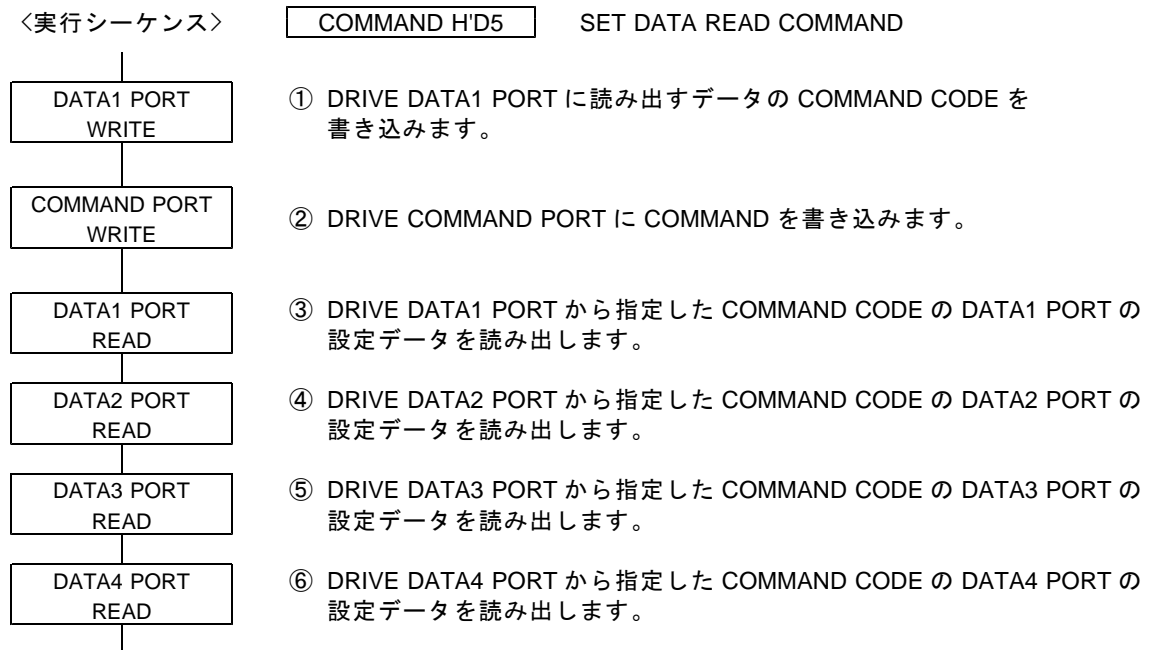 〈実行シーケンス〉 COMMAND H'D5 SET DATA READ COMMAND
DATA1 PORT
WRITE
① DRIVE DATA1 PORT に読み出すデータの COMMAND CODE を
書き込みます。
COMMAND PORT
WRITE
② DRIVE COMMAND PORT に COMMAND を書き込みます。
DATA1 PORT
READ
③ DRIVE DATA1 PORT から指定した COMMAND CODE の DATA1 PORT の
設定データを読み出します。
DATA2 PORT
READ
④ DRIVE DATA2 PORT から指定した COMMAND CODE の DATA2 PORT の
設定データを読み出します。
DATA3 PORT
READ
⑤ DRIVE DATA3 PORT から指定した COMMAND CODE の DATA3 PORT の
設定データを読み出します。
DATA4 PORT
READ
⑥ DRIVE DATA4 PORT から指定した COMMAND CODE の DATA4 PORT の
設定データを読み出します。